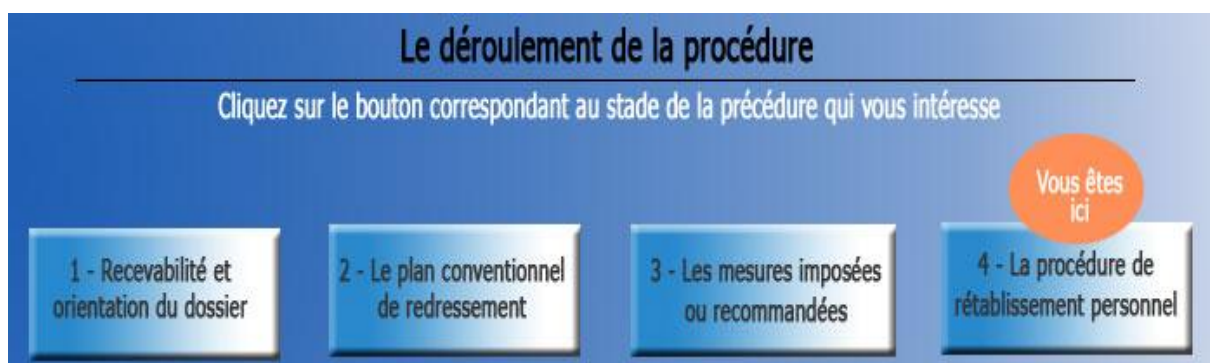 Le déroulement de la procédure
Cliquez sur le bouton correspondant au stade de la précédure qui vous intéresse
Vous êtes
ici
1 - Recevabilité et
orientation du dossier
2 - Le plan conventionnel
de redressement
3 - Les mesures imposées
ou recommandées
4 - La procédure de
rétablissement personnel